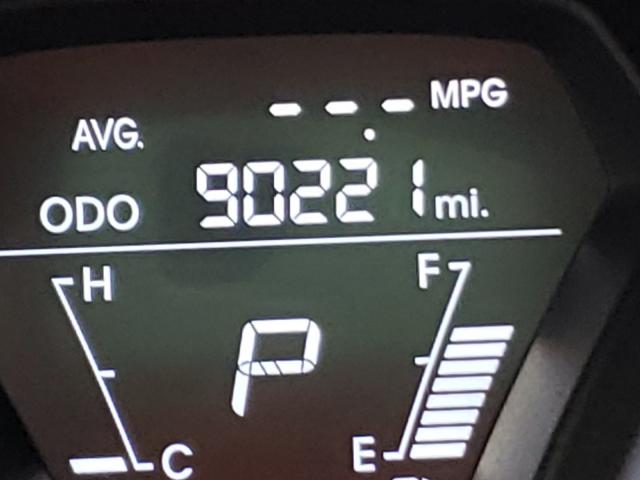 AVG. --.- MPG
ODO 90221 mi.
H F
P
C E